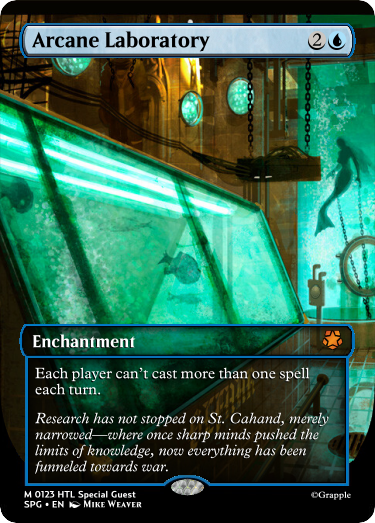 Arcane Laboratory 2
Enchantment
Each player can't cast more than one spell
each turn.
Research has not stopped on St. Cahand, merely
narrowed—where once sharp minds pushed the
limits of knowledge, now everything has been
funneled towards war.
M 0123 HTL Special Guest
SPG • EN Mike Weaver
©Grapple